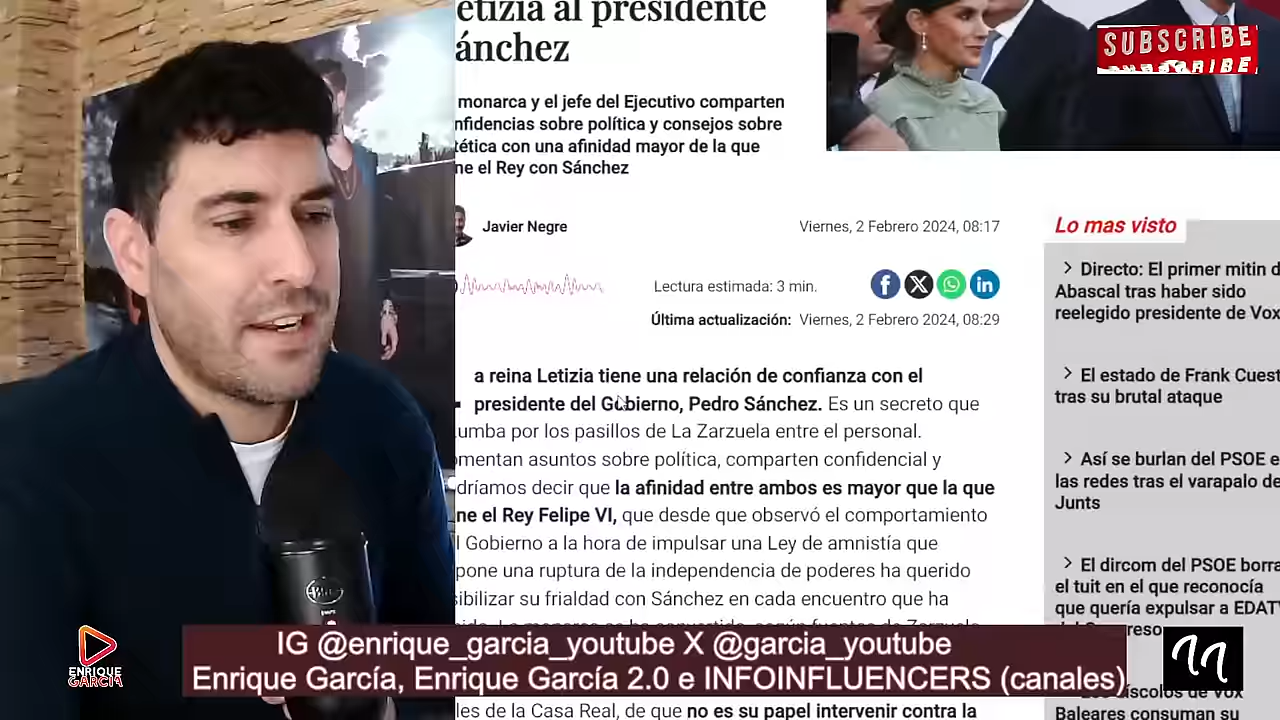 etizia al presidente
ánchez
monarca y el jefe del Ejecutivo comparten
nfidencias sobre política y consejos sobre
tética con una afinidad mayor de la que
ne el Rey con Sánchez
Javier Negre
Viernes, 2 Febrero 2024, 08:17
Lectura estimada: 3 min.
Última actualización: Viernes, 2 Febrero 2024, 08:29
a reina Letizia tiene una relación de confianza con el
presidente del Gobierno, Pedro Sánchez. Es un secreto que
umba por los pasillos de La Zarzuela entre el personal.
omentan asuntos sobre política, comparten confidencial y
dríamos decir que la afinidad entre ambos es mayor que la que
ne el Rey Felipe VI, que desde que observó el comportamiento
l Gobierno a la hora de impulsar una Ley de amnistía que
pone una ruptura de la independencia de poderes ha querido
sibilizar su frialdad con Sánchez en cada encuentro que ha
les de la Casa Real, de que no es su papel intervenir contra la
SUBSCRIBE
Lo mas visto
Directo: El primer mitin d
Abascal tras haber sido
reelegido presidente de Vox
El estado de Frank Cuest
tras su brutal ataque
Así se burlan del PSOE e
las redes tras el varapalo de
Junts
El dircom del PSOE borra
el tuit en el que reconocía
que quería expulsar a EDATV
del Congreso
Los díscolos de Vox
Baleares consuman su
IG @enrique_garcia_youtube X @garcia_youtube
Enrique García, Enrique García 2.0 e INFOINFLUENCERS (canales)
ENRIQUE
GARCIA